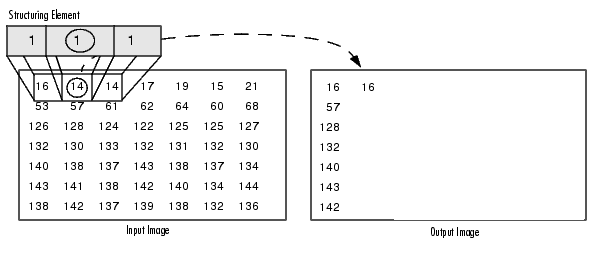 Structuring Element
1 1 1
16 14 14 17 19 15 21
53 57 61 62 64 60 68
126 128 124 122 125 125 127
132 130 133 132 131 132 130
140 138 137 143 138 137 134
143 141 138 142 140 134 144
138 142 137 139 138 132 136
Input Image
16 16
57
128
132
140
143
142
Output Image